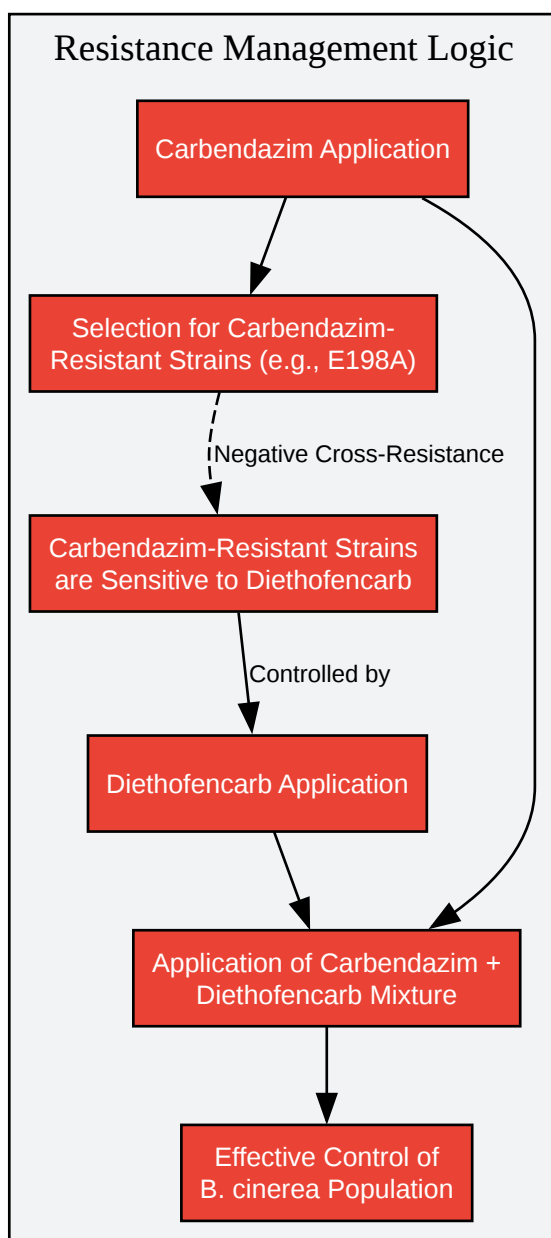 Resistance Management Logic
Carbendazim Application
Selection for Carbendazim-
Resistant Strains (e.g., E198A)
Negative Cross-Resistance
Carbendazim-Resistant Strains
are Sensitive to Diethofencarb
Controlled by
Diethofencarb Application
Application of Carbendazim +
Diethofencarb Mixture
Effective Control of
B. cinerea Population